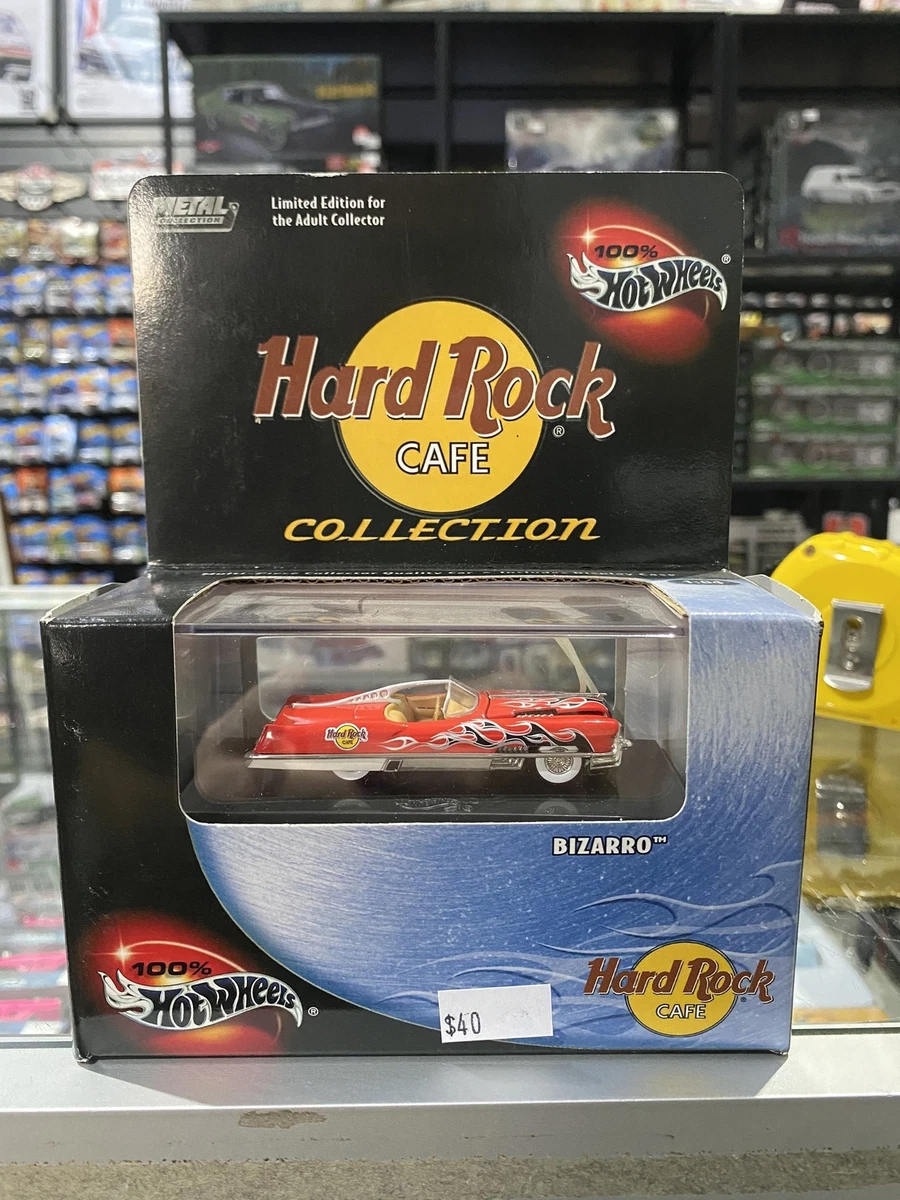 METAL
COLLECTION
Limited Edition for
the Adult Collector
100%
Hot Wheels®
Hard Rock®
CAFE
COLLECTION
Hard Rock
CAFE
BIZARRO™
100%
Hot Wheels®
Hard Rock®
CAFE
$40